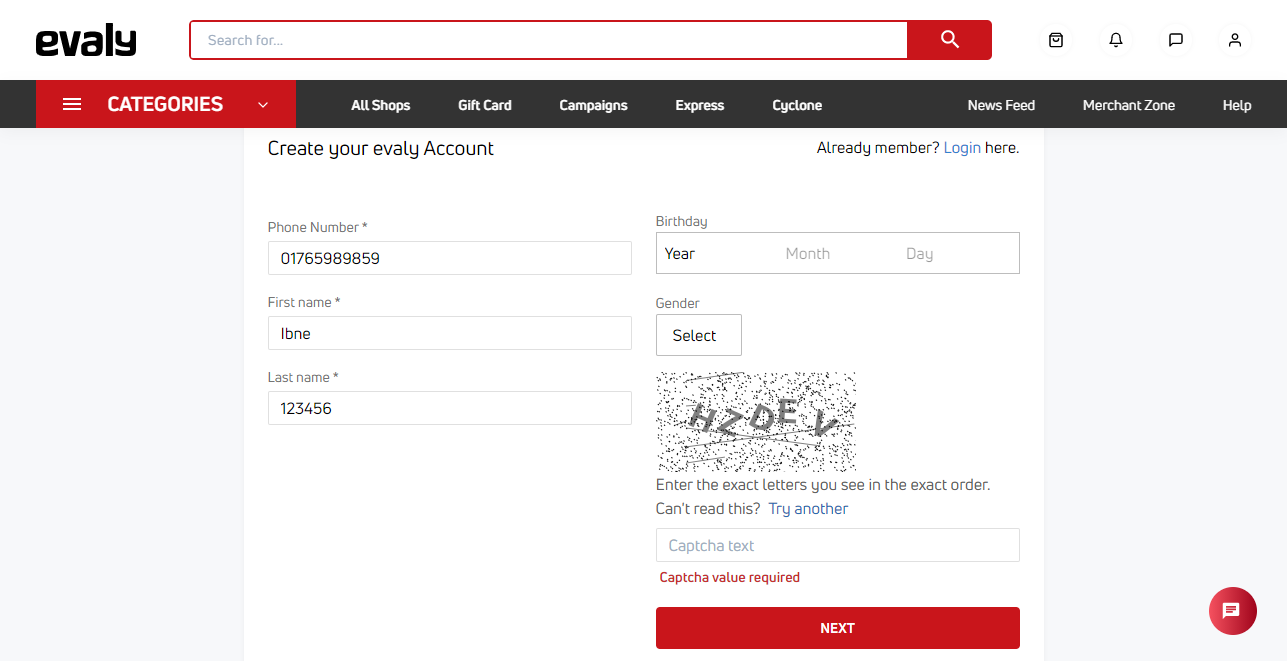 evaly
Search for...
CATEGORIES All Shops Gift Card Campaigns Express Cyclone News Feed Merchant Zone Help
Create your evaly Account
Already member? Login here.
Phone Number *
01765989859
First name *
Ibne
Last name *
123456
Birthday
Year Month Day
Gender
Select
HZDEV
Enter the exact letters you see in the exact order.
Can't read this? Try another
Captcha text
Captcha value required
NEXT